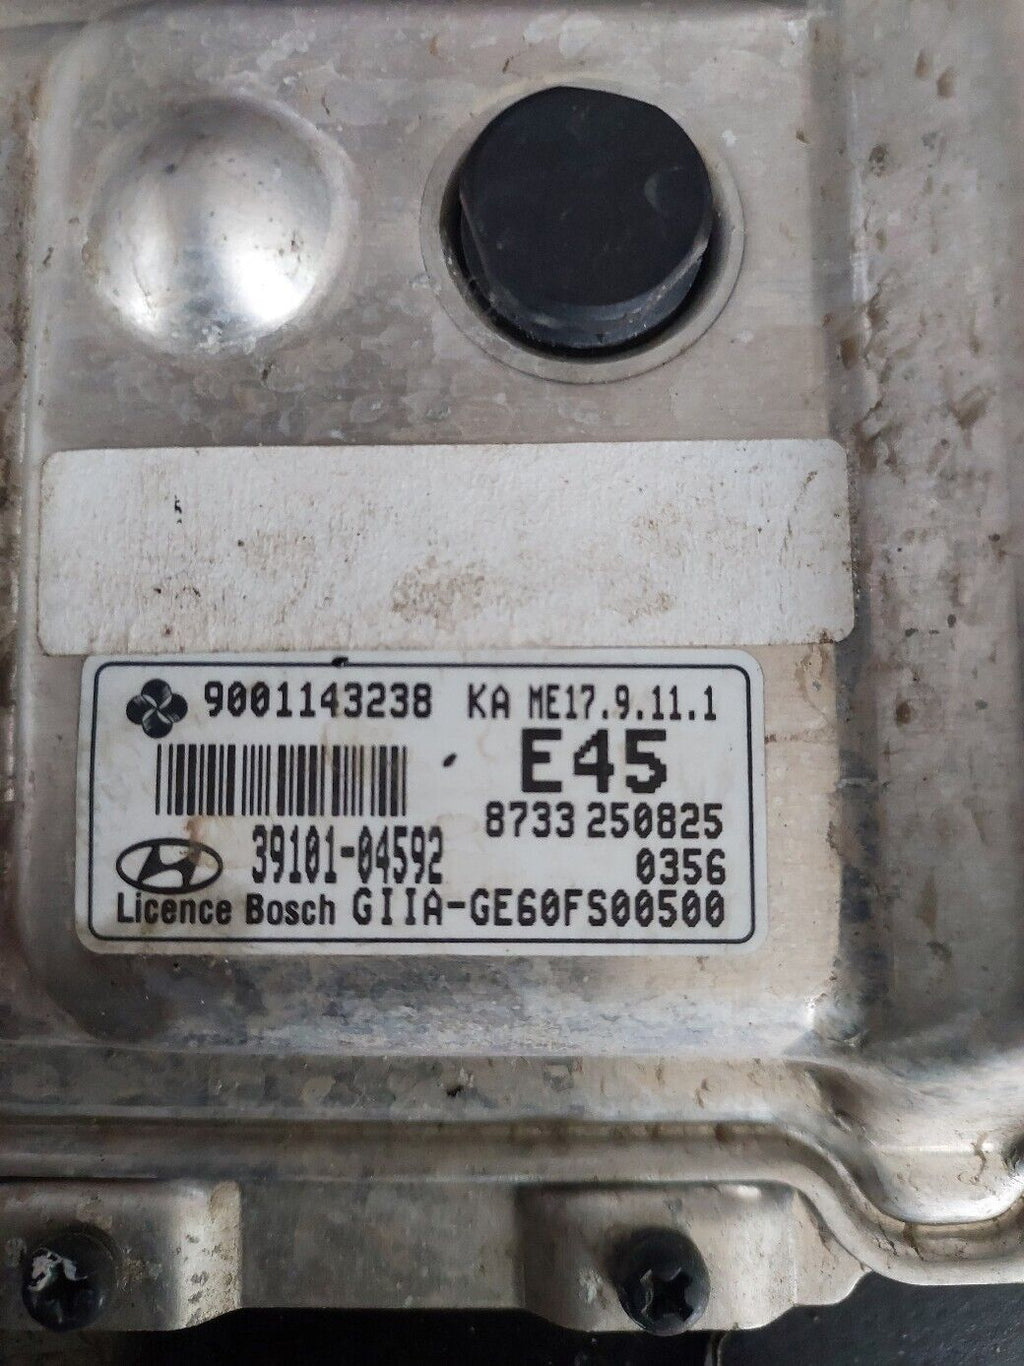 9001143238 KA ME17.9.11.1
E45
8733 250825
39101-04592 0356
Licence Bosch GIIA-GE60FS00500